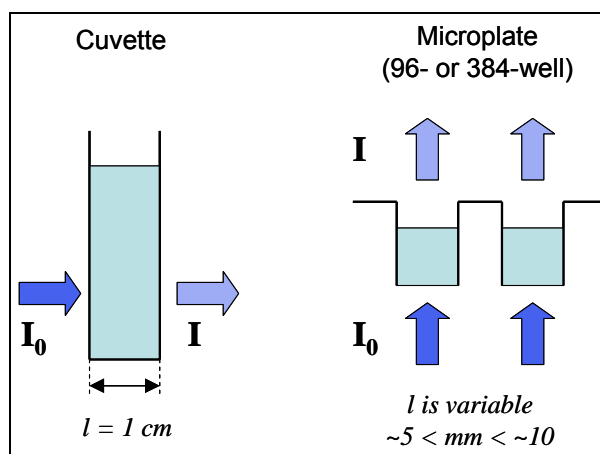 Cuvette
I₀
I
l = 1 cm
Microplate
(96- or 384-well)
I
I₀
l is variable
~5 < mm < ~10